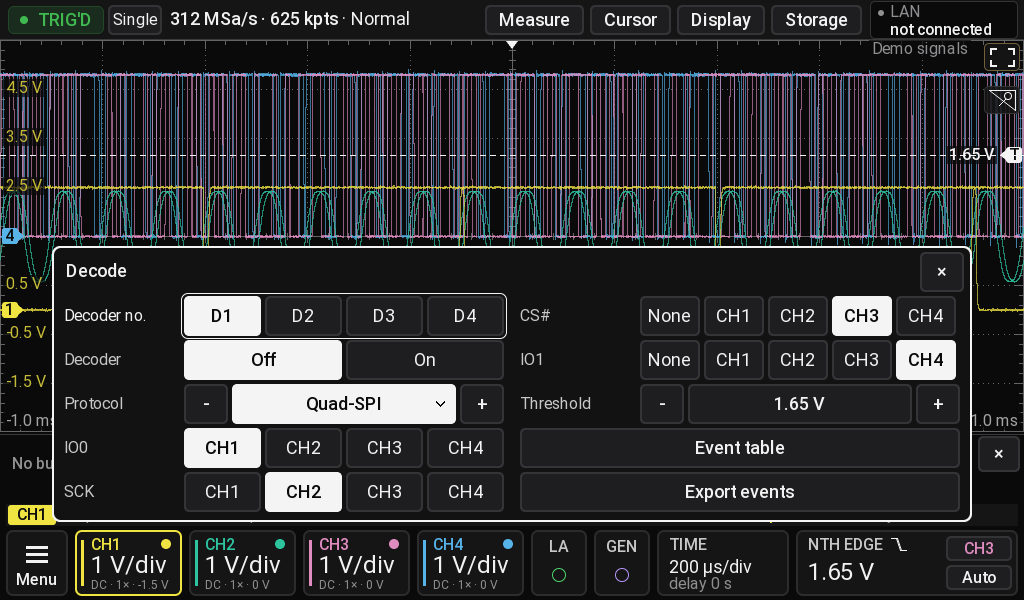 TRIG'D Single 312 MSa/s · 625 kpts · Normal Measure Cursor Display Storage LAN
not connected
Demo signals
4.5 V
3.5 V
1.65 V T
2.5 V
4
Decode ×
0.5 V
Decoder no. D1 D2 D3 D4 CS# None CH1 CH2 CH3 CH4
1
-0.5 V
Decoder Off On IO1 None CH1 CH2 CH3 CH4
-1.5 V
Protocol - Quad-SPI + Threshold - 1.65 V +
-1.0 ms 1.0 ms
IO0 CH1 CH2 CH3 CH4 Event table
No bu ×
SCK CH1 CH2 CH3 CH4 Export events
CH1
Menu
CH1
1 V/div
DC · 1× · -1.5 V
CH2
1 V/div
DC · 1× · 0 V
CH3
1 V/div
DC · 1× · 0 V
CH4
1 V/div
DC · 1× · 0 V
LA
GEN
TIME
200 µs/div
delay 0 s
NTH EDGE CH3
1.65 V Auto